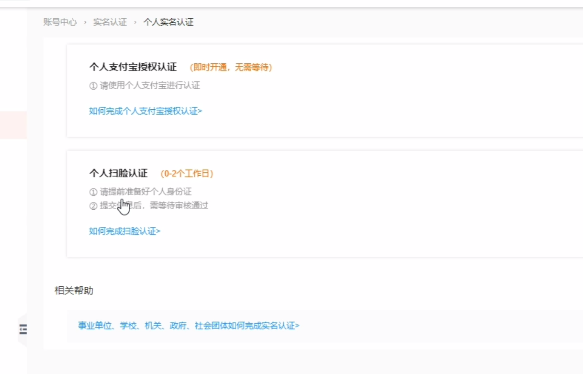 账号中心 › 实名认证 › 个人实名认证
个人支付宝授权认证 (即时开通，无需等待)
① 请使用个人支付宝进行认证
如何完成个人支付宝授权认证>
个人扫脸认证 (0-2个工作日)
① 请提前准备好个人身份证
② 提交 后，需等待审核通过
如何完成扫脸认证>
相关帮助
事业单位、学校、机关、政府、社会团体如何完成实名认证>